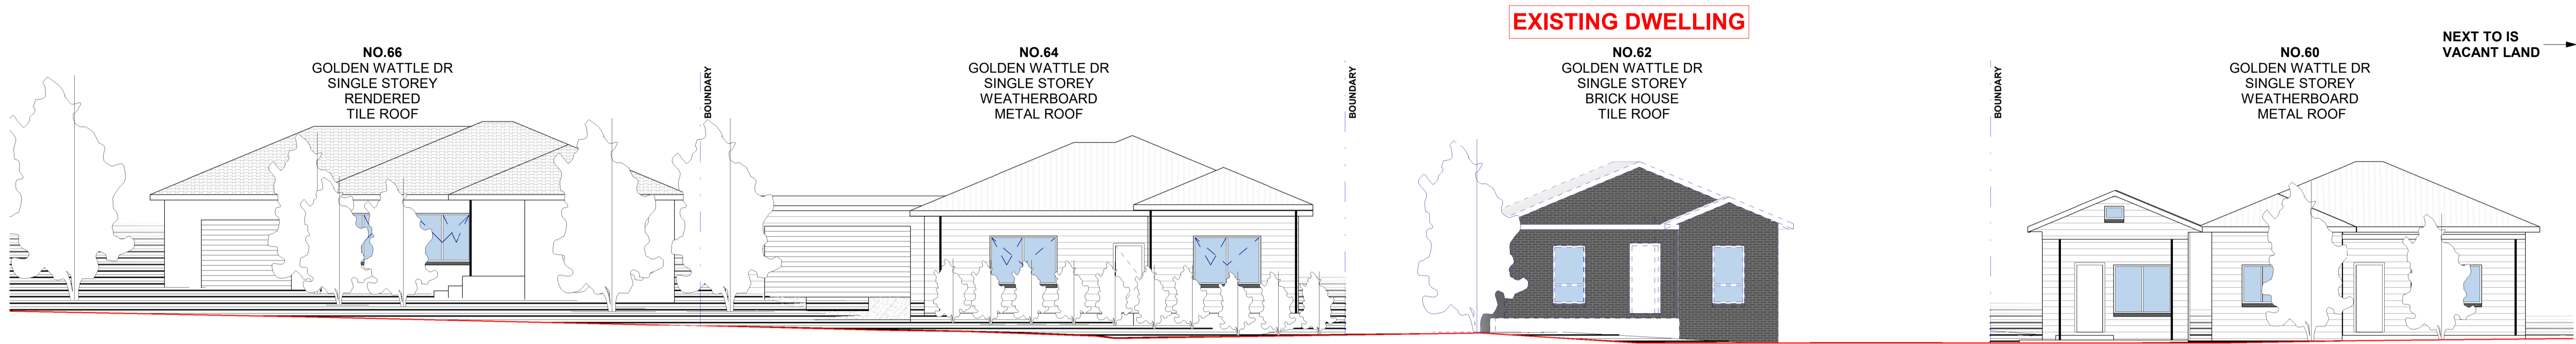 EXISTING DWELLING
NO.66
GOLDEN WATTLE DR
SINGLE STOREY
RENDERED
TILE ROOF
BOUNDARY
NO.64
GOLDEN WATTLE DR
SINGLE STOREY
WEATHERBOARD
METAL ROOF
BOUNDARY
NO.62
GOLDEN WATTLE DR
SINGLE STOREY
BRICK HOUSE
TILE ROOF
BOUNDARY
NO.60
GOLDEN WATTLE DR
SINGLE STOREY
WEATHERBOARD
METAL ROOF
NEXT TO IS
VACANT LAND